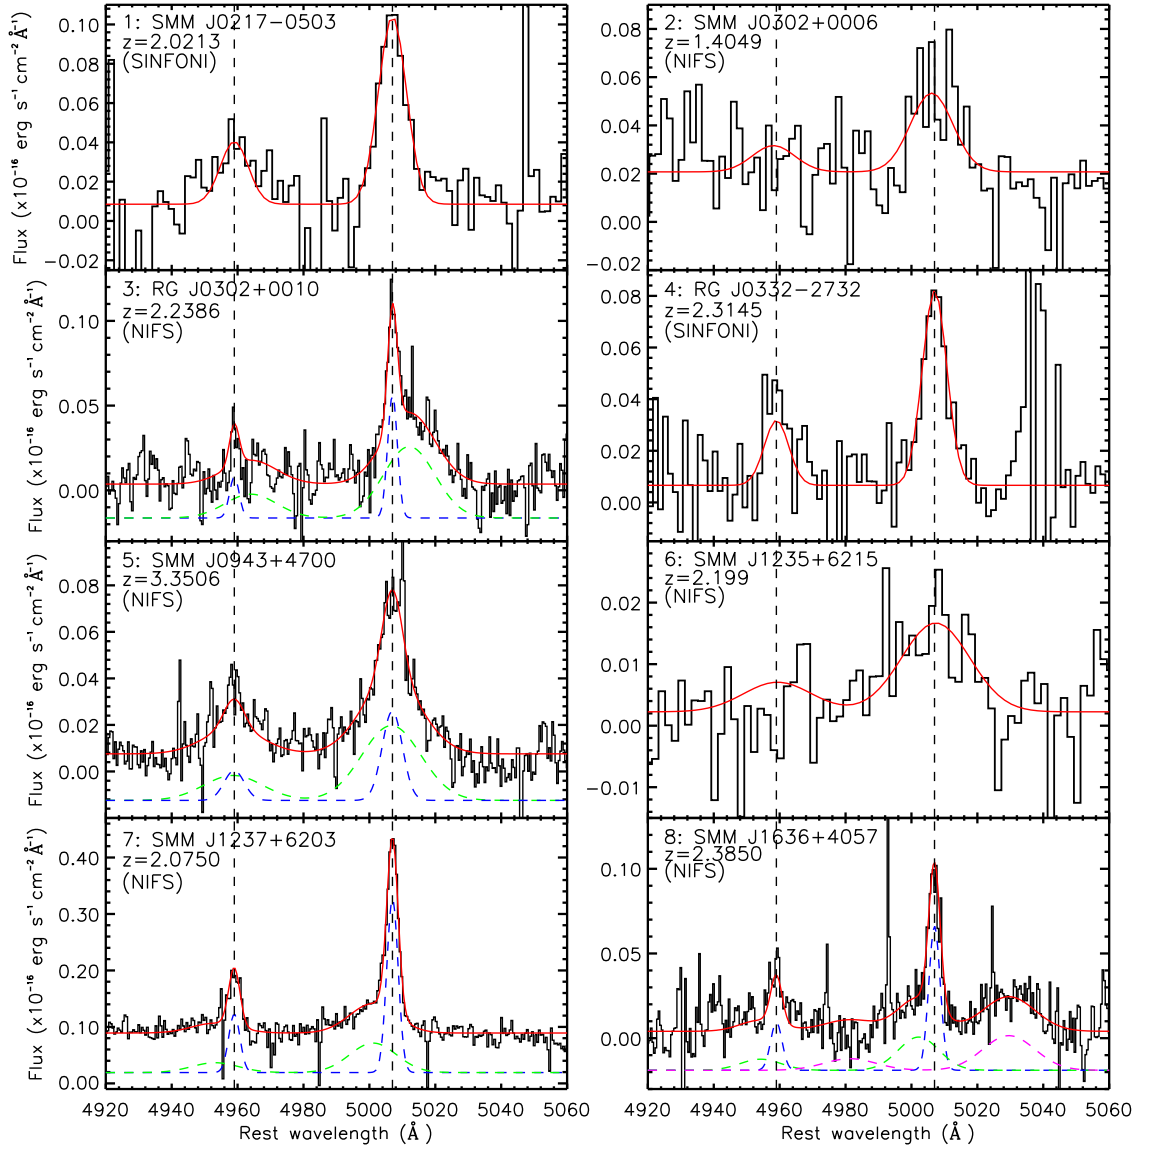 1: SMM J0217−0503
z=2.0213
(SINFONI)
0.10
0.08
0.06
0.04
0.02
0.00
−0.02
Flux (x10⁻¹⁶ erg s⁻¹ cm⁻² Å⁻¹)
2: SMM J0302+0006
z=1.4049
(NIFS)
0.08
0.06
0.04
0.02
0.00
−0.02
3: RG J0302+0010
z=2.2386
(NIFS)
0.10
0.05
0.00
Flux (x10⁻¹⁶ erg s⁻¹ cm⁻² Å⁻¹)
4: RG J0332−2732
z=2.3145
(SINFONI)
0.08
0.06
0.04
0.02
0.00
5: SMM J0943+4700
z=3.3506
(NIFS)
0.08
0.06
0.04
0.02
0.00
Flux (x10⁻¹⁶ erg s⁻¹ cm⁻² Å⁻¹)
6: SMM J1235+6215
z=2.199
(NIFS)
0.02
0.01
0.00
−0.01
7: SMM J1237+6203
z=2.0750
(NIFS)
0.40
0.30
0.20
0.10
0.00
Flux (x10⁻¹⁶ erg s⁻¹ cm⁻² Å⁻¹)
8: SMM J1636+4057
z=2.3850
(NIFS)
0.10
0.05
0.00
4920 4940 4960 4980 5000 5020 5040 5060
Rest wavelength (Å)
4920 4940 4960 4980 5000 5020 5040 5060
Rest wavelength (Å)